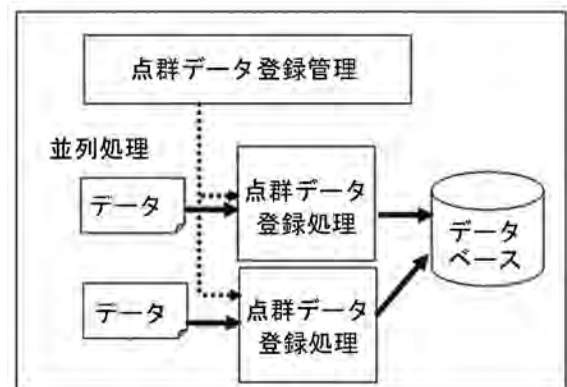 点群データ登録管理
並列処理
データ
点群データ
登録処理
データ
ベース
データ
点群データ
登録処理